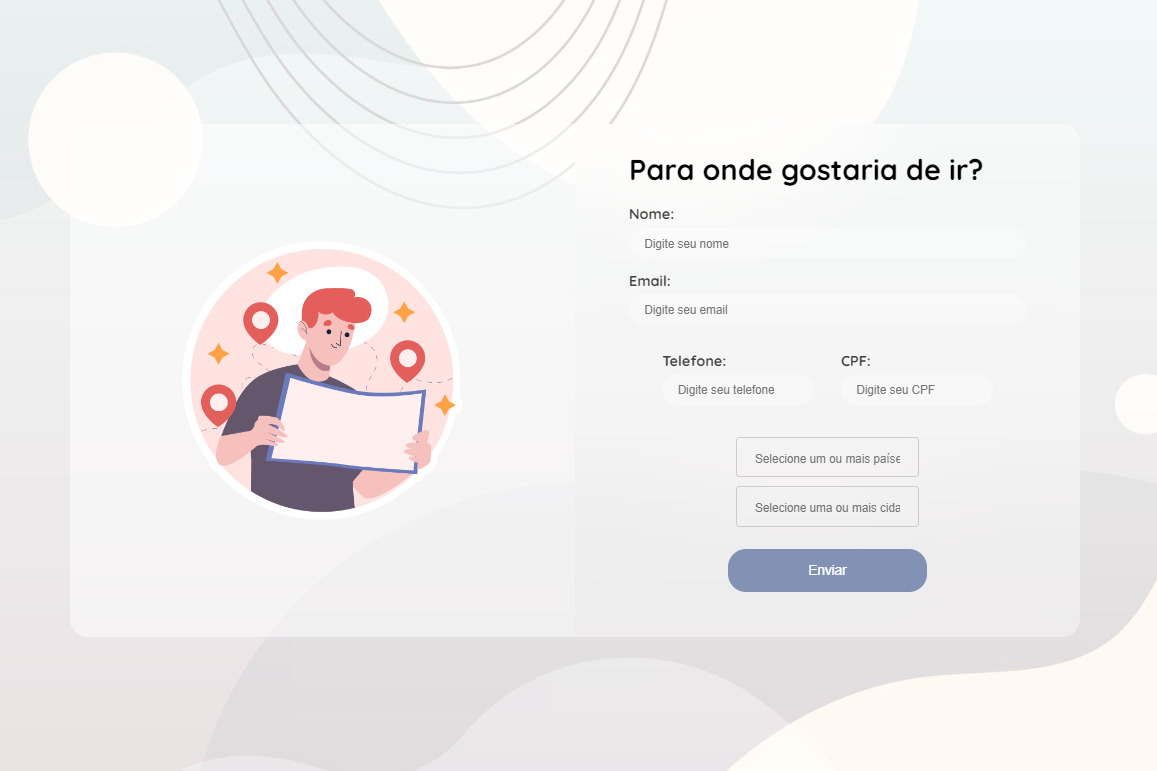 Para onde gostaria de ir?
Nome:
Digite seu nome
Email:
Digite seu email
Telefone:
CPF:
Digite seu telefone
Digite seu CPF
Selecione um ou mais paíse
Selecione uma ou mais cida
Enviar